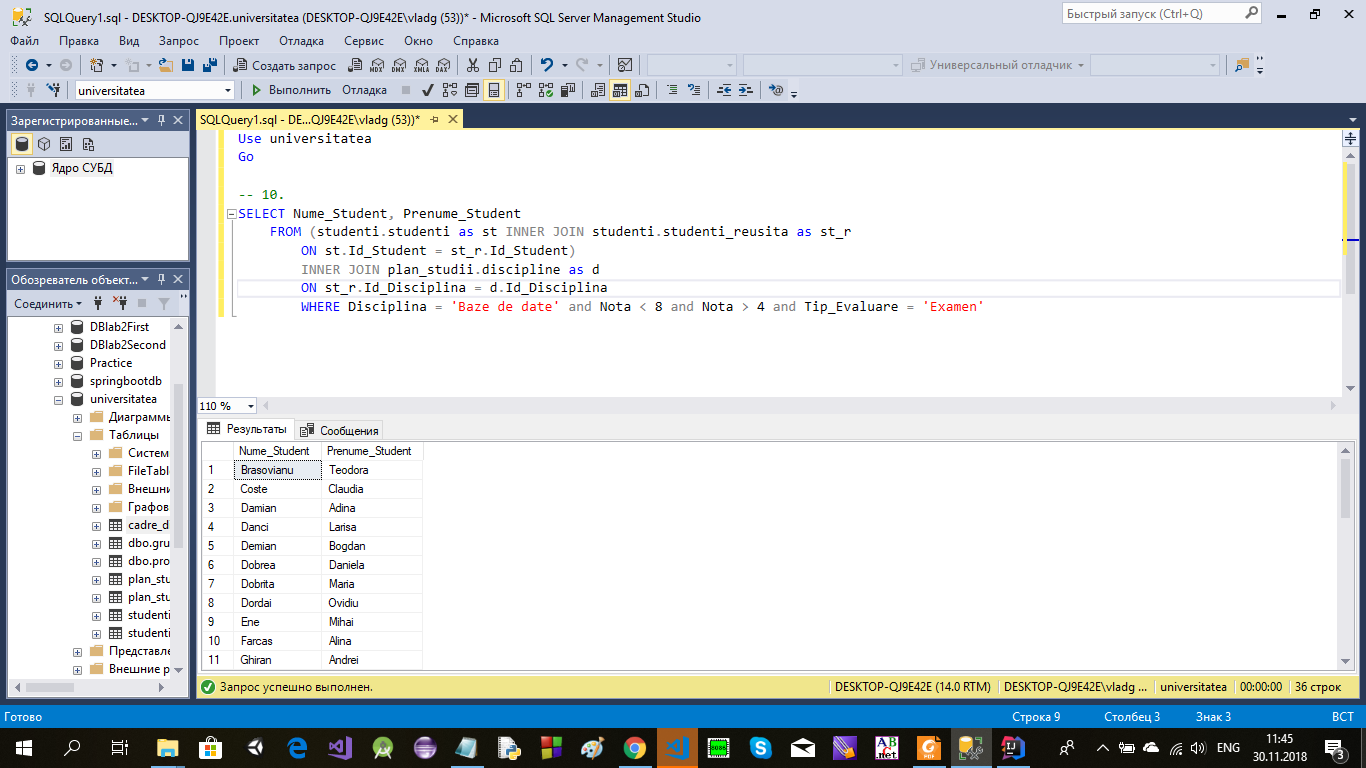 SQLQuery1.sql - DESKTOP-QJ9E42E.universitatea (DESKTOP-QJ9E42E\vladg (53))* - Microsoft SQL Server Management Studio
Быстрый запуск (Ctrl+Q)
Файл Правка Вид Запрос Проект Отладка Сервис Окно Справка
Создать запрос
MDX DMX XMLA DAX
Универсальный отладчик
universitatea
Выполнить Отладка
Зарегистрированные...
Ядро СУБД
Обозреватель объект...
Соединить
DBlab2First
DBlab2Second
Practice
springbootdb
universitatea
Диаграммы
Таблицы
Систем
FileTabl
Внешни
Графов
cadre_d
dbo.gru
dbo.pro
plan_stu
plan_stu
studenti
studenti
Представле
Внешние р
SQLQuery1.sql - DE...QJ9E42E\vladg (53))*
Use universitatea
Go
-- 10.
SELECT Nume_Student, Prenume_Student
FROM (studenti.studenti as st INNER JOIN studenti.studenti_reusita as st_r
ON st.Id_Student = st_r.Id_Student)
INNER JOIN plan_studii.discipline as d
ON st_r.Id_Disciplina = d.Id_Disciplina
WHERE Disciplina = 'Baze de date' and Nota < 8 and Nota > 4 and Tip_Evaluare = 'Examen'
110 %
Результаты Сообщения
Nume_Student Prenume_Student
1 Brasovianu Teodora
2 Coste Claudia
3 Damian Adina
4 Danci Larisa
5 Demian Bogdan
6 Dobrea Daniela
7 Dobrita Maria
8 Dordai Ovidiu
9 Ene Mihai
10 Farcas Alina
11 Ghiran Andrei
Запрос успешно выполнен.
DESKTOP-QJ9E42E (14.0 RTM) DESKTOP-QJ9E42E\vladg ... universitatea 00:00:00 36 строк
Готово
Строка 9 Столбец 3 Знак 3 ВСТ
ENG
11:45
30.11.2018
3